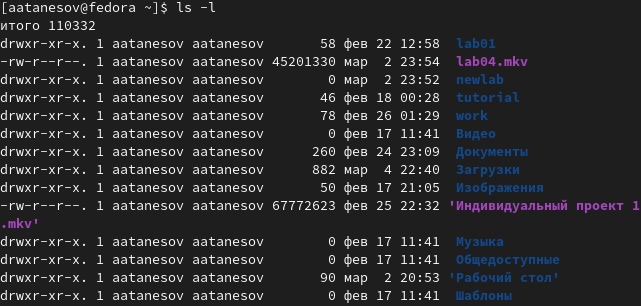 [aatanesov@fedora ~]$ ls -l
итого 110332
drwxr-xr-x. 1 aatanesov aatanesov       58 фев 22 12:58  lab01
-rw-r--r--. 1 aatanesov aatanesov 45201330 мар  2 23:54  lab04.mkv
drwxr-xr-x. 1 aatanesov aatanesov        0 мар  2 23:52  newlab
drwxr-xr-x. 1 aatanesov aatanesov       46 фев 18 00:28  tutorial
drwxr-xr-x. 1 aatanesov aatanesov       78 фев 26 01:29  work
drwxr-xr-x. 1 aatanesov aatanesov        0 фев 17 11:41  Видео
drwxr-xr-x. 1 aatanesov aatanesov      260 фев 24 23:09  Документы
drwxr-xr-x. 1 aatanesov aatanesov      882 мар  4 22:40  Загрузки
drwxr-xr-x. 1 aatanesov aatanesov       50 фев 17 21:05  Изображения
-rw-r--r--. 1 aatanesov aatanesov 67772623 фев 25 22:32 'Индивидуальный проект 1
.mkv'
drwxr-xr-x. 1 aatanesov aatanesov        0 фев 17 11:41  Музыка
drwxr-xr-x. 1 aatanesov aatanesov        0 фев 17 11:41  Общедоступные
drwxr-xr-x. 1 aatanesov aatanesov       90 мар  2 20:53 'Рабочий стол'
drwxr-xr-x. 1 aatanesov aatanesov        0 фев 17 11:41  Шаблоны